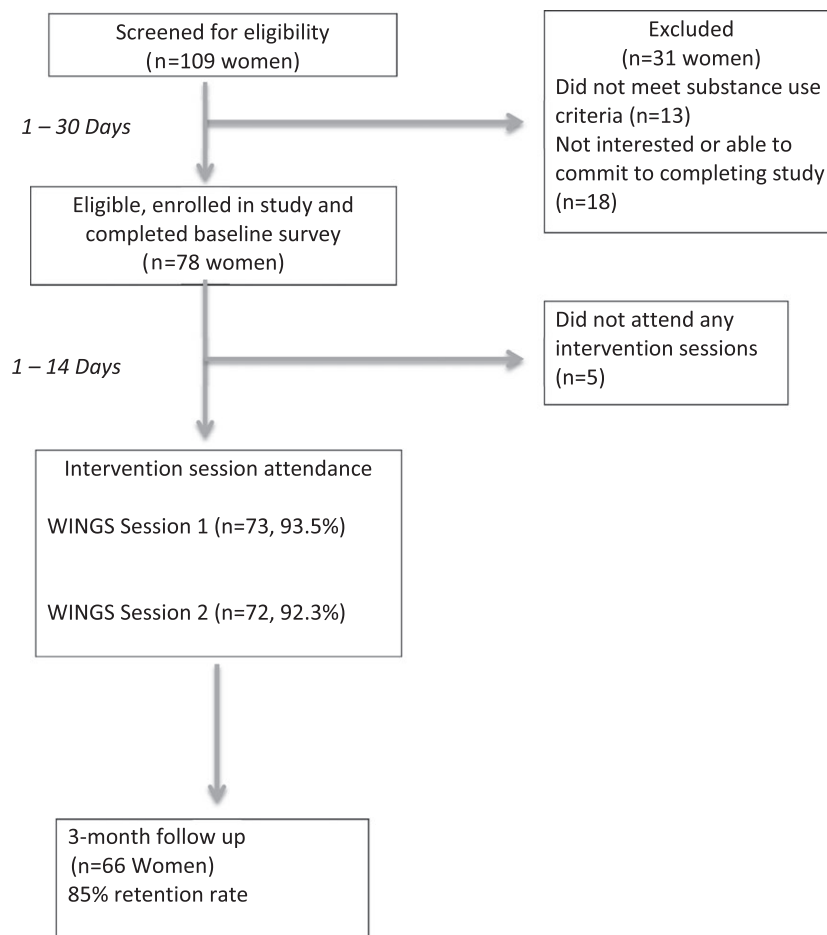 Screened for eligibility
(n=109 women)
Excluded
(n=31 women)
Did not meet substance use
criteria (n=13)
Not interested or able to
commit to completing study
(n=18)
1 – 30 Days
Eligible, enrolled in study and
completed baseline survey
(n=78 women)
Did not attend any
intervention sessions
(n=5)
1 – 14 Days
Intervention session attendance
WINGS Session 1 (n=73, 93.5%)
WINGS Session 2 (n=72, 92.3%)
3-month follow up
(n=66 Women)
85% retention rate